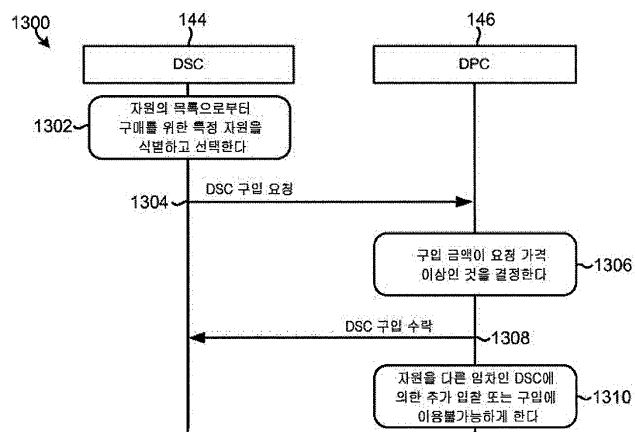 1300
144
146
DSC
DPC
1302
자원의 목록으로부터
구매를 위한 특정 자원을
식별하고 선택한다
1304
DSC 구입 요청
구입 금액이 요청 가격
이상인 것을 결정한다
1306
DSC 구입 수락
1308
자원을 다른 임차인 DSC에
의한 추가 입찰 또는 구입에
이용불가능하게 한다
1310